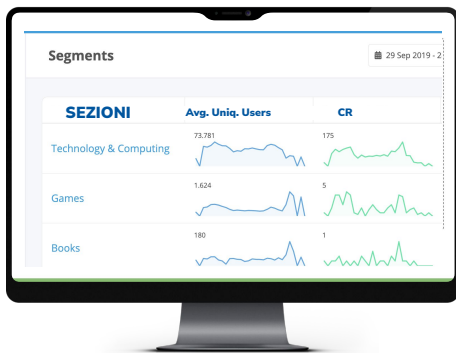 Segments
29 Sep 2019 - 2
SEZIONI Avg. Uniq. Users CR
73.781 175
Technology & Computing
1.624 5
Games
180 1
Books